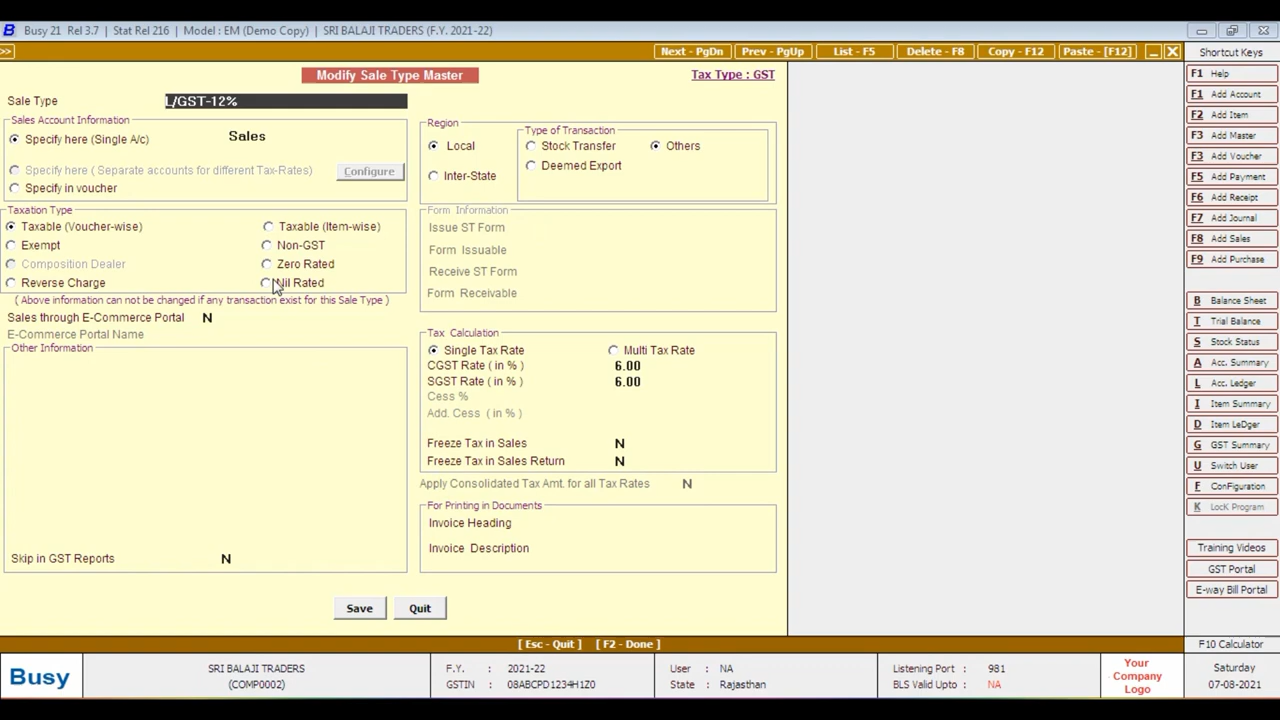 Busy 21 Rel 3.7 | Stat Rel 216 | Model : EM (Demo Copy) | SRI BALAJI TRADERS (F.Y. 2021-22)
>>
Next - PgDn
Prev - PgUp
List - F5
Delete - F8
Copy - F12
Paste - [F12]
Modify Sale Type Master
Tax Type : GST
Sale Type L/GST-12%
Sales Account Information
Specify here (Single A/c) Sales
Specify here ( Separate accounts for different Tax-Rates) Configure
Specify in voucher
Taxation Type
Taxable (Voucher-wise) Taxable (Item-wise)
Exempt Non-GST
Composition Dealer Zero Rated
Reverse Charge Nil Rated
( Above information can not be changed if any transaction exist for this Sale Type )
Sales through E-Commerce Portal N
E-Commerce Portal Name
Other Information
Skip in GST Reports N
Region
Local
Inter-State
Type of Transaction
Stock Transfer Others
Deemed Export
Form Information
Issue ST Form
Form Issuable
Receive ST Form
Form Receivable
Tax Calculation
Single Tax Rate Multi Tax Rate
CGST Rate ( in % ) 6.00
SGST Rate ( in % ) 6.00
Cess %
Add. Cess ( in % )
Freeze Tax in Sales N
Freeze Tax in Sales Return N
Apply Consolidated Tax Amt. for all Tax Rates N
For Printing in Documents
Invoice Heading
Invoice Description
Save Quit
[ Esc - Quit ] [ F2 - Done ]
Shortcut Keys
F1 Help
F1 Add Account
F2 Add Item
F3 Add Master
F3 Add Voucher
F5 Add Payment
F6 Add Receipt
F7 Add Journal
F8 Add Sales
F9 Add Purchase
B Balance Sheet
T Trial Balance
S Stock Status
A Acc. Summary
L Acc. Ledger
I Item Summary
D Item LeDger
G GST Summary
U Switch User
F ConFiguration
K LocK Program
Training Videos
GST Portal
E-way Bill Portal
F10 Calculator
Busy
SRI BALAJI TRADERS
(COMP0002)
F.Y. : 2021-22
GSTIN : 08ABCPD1234H1Z0
User : NA
State : Rajasthan
Listening Port : 981
BLS Valid Upto : NA
Your
Company
Logo
Saturday
07-08-2021